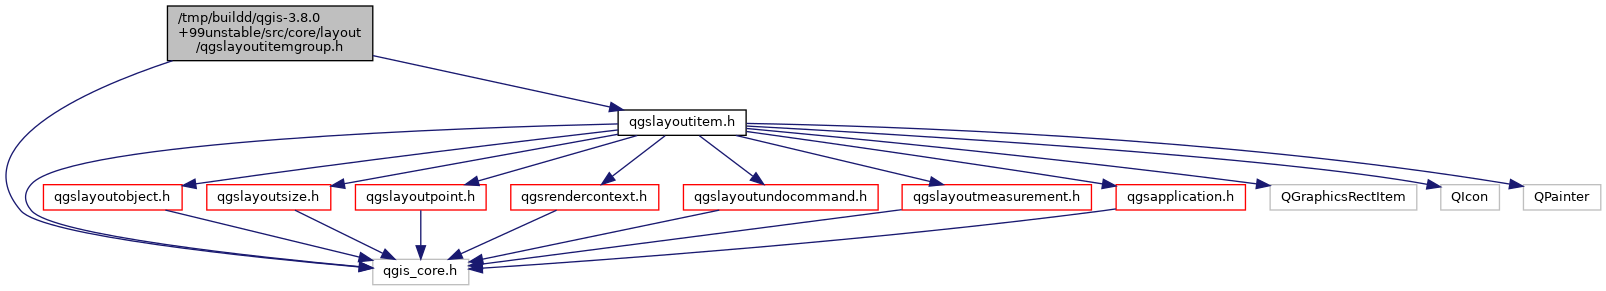 /tmp/buildd/qgis-3.8.0
+99unstable/src/core/layout
/qgslayoutitemgroup.h
qgslayoutitem.h
qgslayoutobject.h
qgslayoutsize.h
qgslayoutpoint.h
qgsrendercontext.h
qgslayoutundocommand.h
qgslayoutmeasurement.h
qgsapplication.h
QGraphicsRectItem
QIcon
QPainter
qgis_core.h